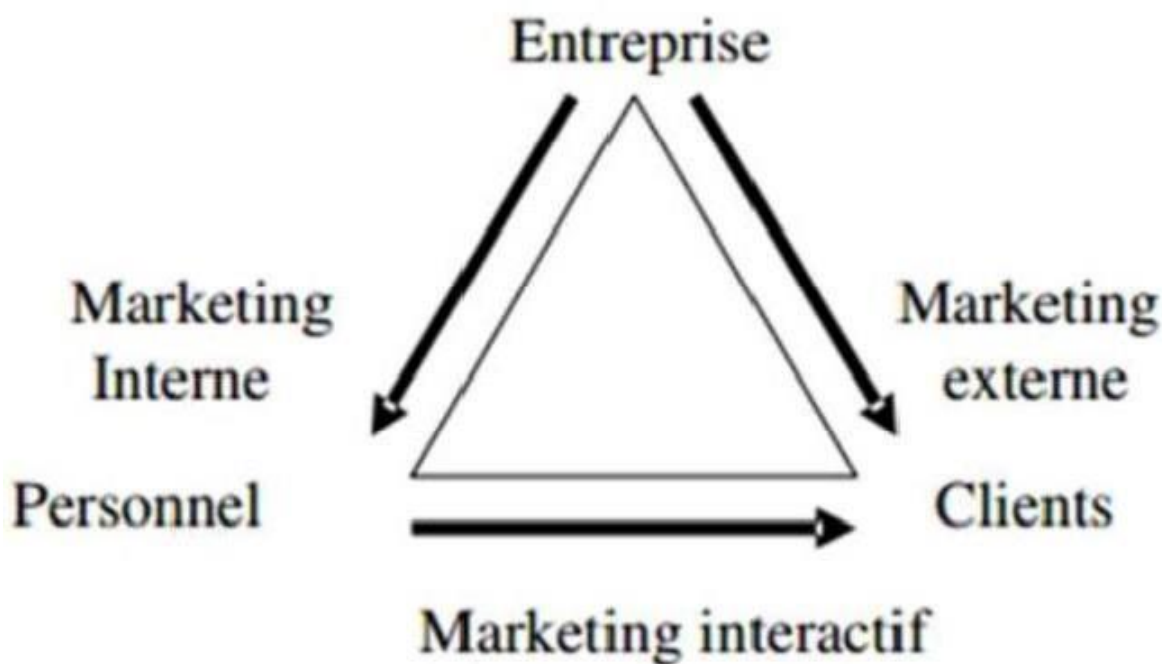 Entreprise
Marketing
Interne
Marketing
externe
Personnel
Clients
Marketing interactif